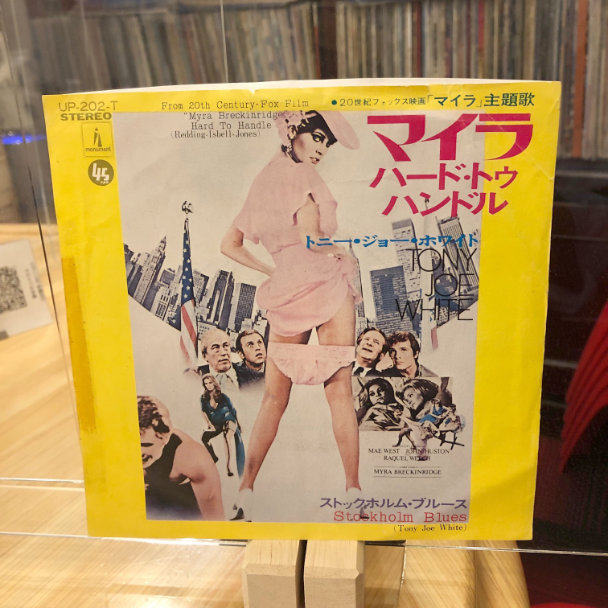 UP-202-T
STEREO
monument
45
From 20th Century-Fox Film
"Myra Breckinridge"
Hard To Handle
(Redding-Isbell-Jones)
●20世紀フォックス映画「マイラ」主題歌
マイラ
ハード・トゥ
ハンドル
トニー・ジョー・ホワイト
TONY
JOE
WHITE
MAE WEST JOHN HUSTON
RAQUEL WELCH
MYRA BRECKINRIDGE
ストックホルム・ブルース
Stockholm Blues
(Tony Joe White)